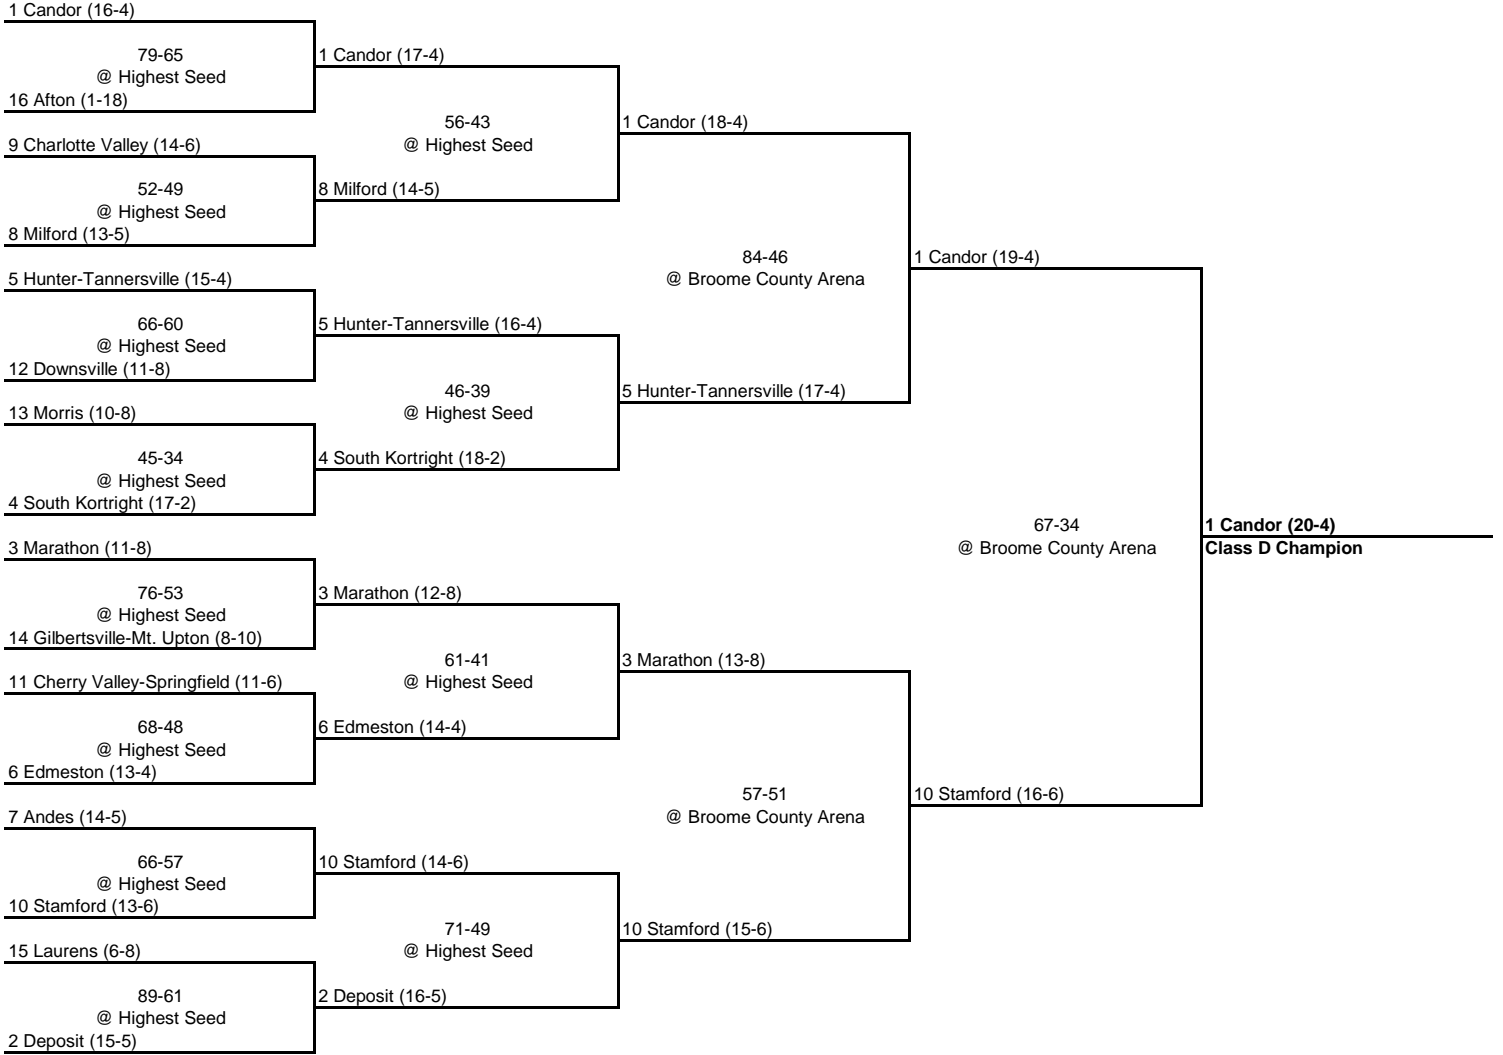 1 Candor (16-4)
79-65
@ Highest Seed
16 Afton (1-18)
9 Charlotte Valley (14-6)
52-49
@ Highest Seed
8 Milford (13-5)
5 Hunter-Tannersville (15-4)
66-60
@ Highest Seed
12 Downsville (11-8)
13 Morris (10-8)
45-34
@ Highest Seed
4 South Kortright (17-2)
3 Marathon (11-8)
76-53
@ Highest Seed
14 Gilbertsville-Mt. Upton (8-10)
11 Cherry Valley-Springfield (11-6)
68-48
@ Highest Seed
6 Edmeston (13-4)
7 Andes (14-5)
66-57
@ Highest Seed
10 Stamford (13-6)
15 Laurens (6-8)
89-61
@ Highest Seed
2 Deposit (15-5)
1 Candor (17-4)
56-43
@ Highest Seed
8 Milford (14-5)
5 Hunter-Tannersville (16-4)
46-39
@ Highest Seed
4 South Kortright (18-2)
3 Marathon (12-8)
61-41
@ Highest Seed
6 Edmeston (14-4)
10 Stamford (14-6)
71-49
@ Highest Seed
2 Deposit (16-5)
1 Candor (18-4)
84-46
@ Broome County Arena
5 Hunter-Tannersville (17-4)
3 Marathon (13-8)
57-51
@ Broome County Arena
10 Stamford (15-6)
1 Candor (19-4)
67-34
@ Broome County Arena
10 Stamford (16-6)
1 Candor (20-4)
Class D Champion